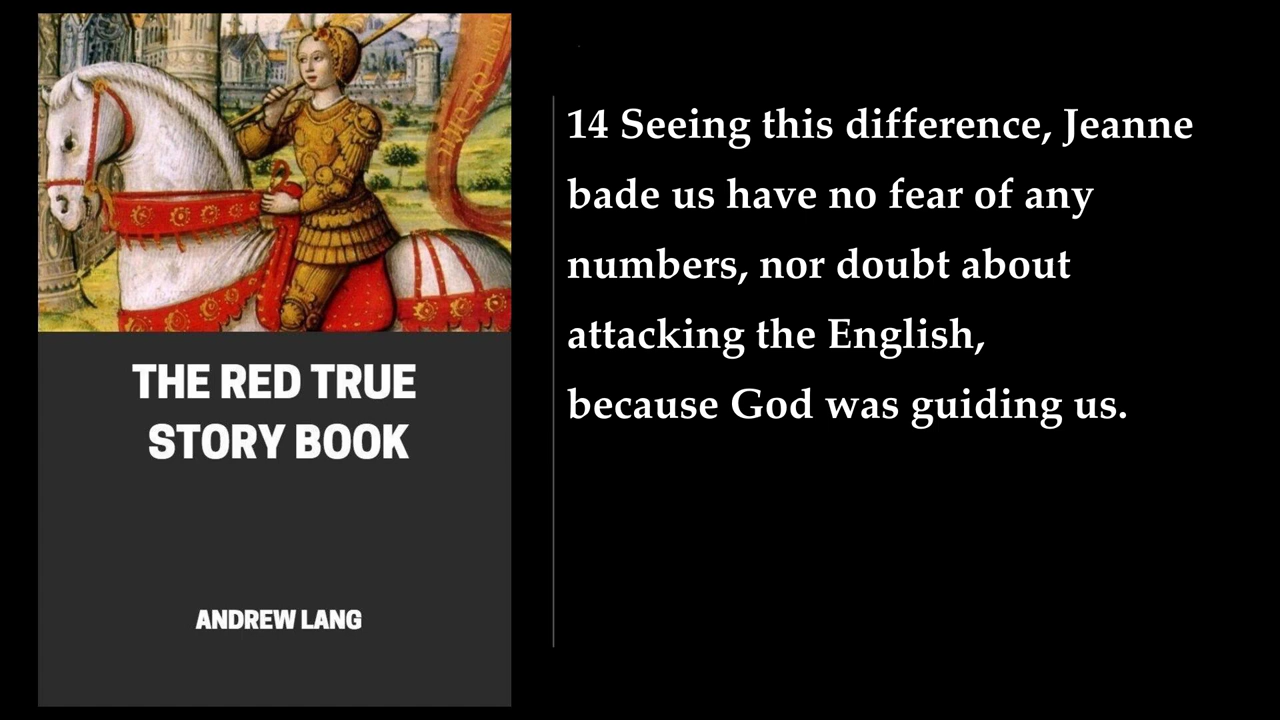 THE RED TRUE
STORY BOOK
ANDREW LANG
14 Seeing this difference, Jeanne
bade us have no fear of any
numbers, nor doubt about
attacking the English,
because God was guiding us.